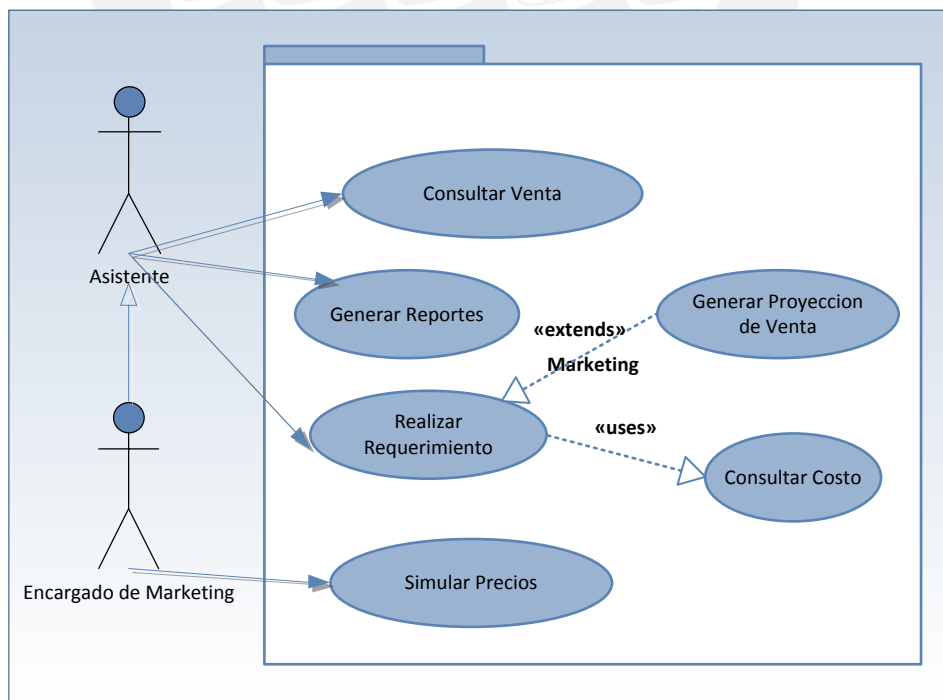 Consultar Venta
Asistente
Generar Reportes
Generar Proyeccion
de Venta
«extends»
Marketing
Realizar
Requerimiento
«uses»
Consultar Costo
Simular Precios
Encargado de Marketing